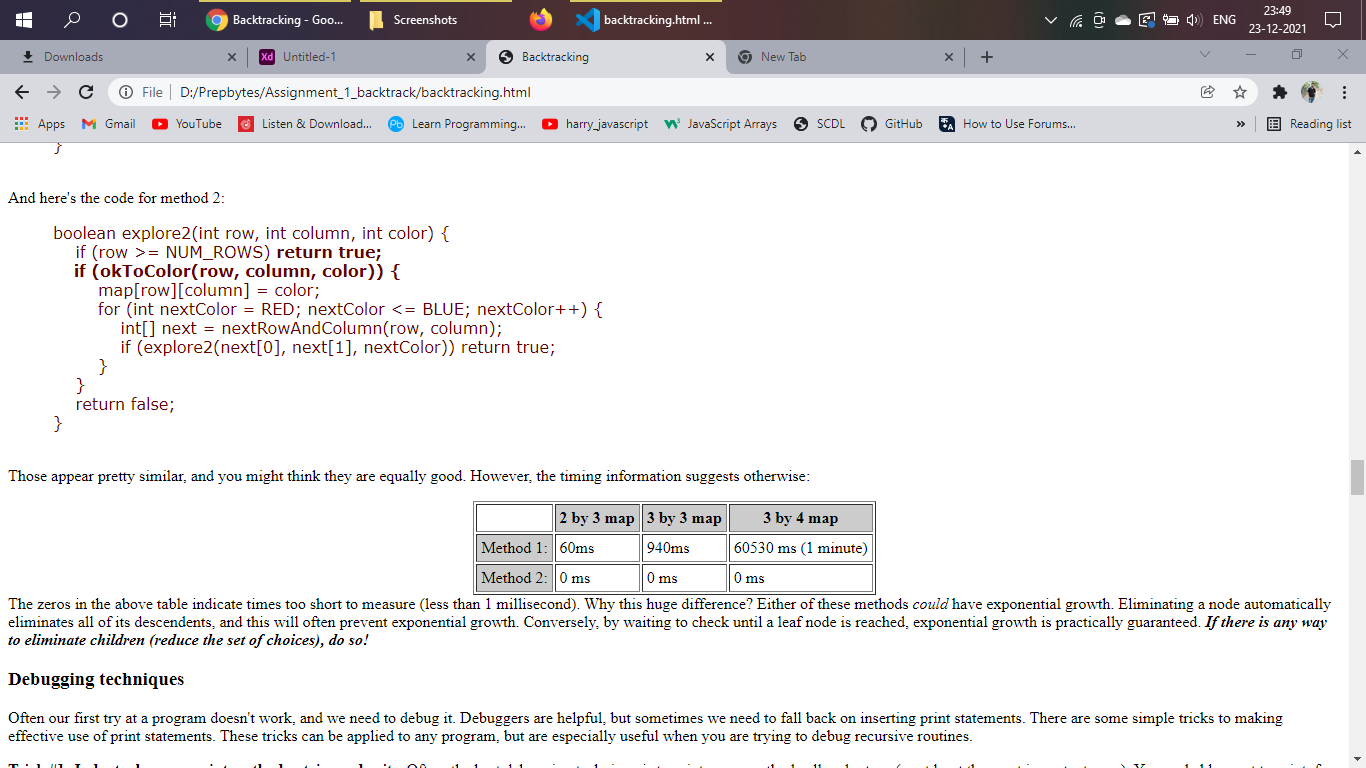 Backtracking - Goo...
Screenshots
backtracking.html ...
ENG
23:49
23-12-2021
Downloads
Xd Untitled-1
Backtracking
New Tab
File D:/Prepbytes/Assignment_1_backtrack/backtracking.html
Apps Gmail YouTube Listen & Download... Learn Programming... harry_javascript JavaScript Arrays SCDL GitHub How to Use Forums... » Reading list
}
And here's the code for method 2:
boolean explore2(int row, int column, int color) {
if (row >= NUM_ROWS) return true;
if (okToColor(row, column, color)) {
map[row][column] = color;
for (int nextColor = RED; nextColor <= BLUE; nextColor++) {
int[] next = nextRowAndColumn(row, column);
if (explore2(next[0], next[1], nextColor)) return true;
}
}
return false;
}
Those appear pretty similar, and you might think they are equally good. However, the timing information suggests otherwise:
2 by 3 map 3 by 3 map 3 by 4 map
Method 1: 60ms 940ms 60530 ms (1 minute)
Method 2: 0 ms 0 ms 0 ms
The zeros in the above table indicate times too short to measure (less than 1 millisecond). Why this huge difference? Either of these methods could have exponential growth. Eliminating a node automatically
eliminates all of its descendents, and this will often prevent exponential growth. Conversely, by waiting to check until a leaf node is reached, exponential growth is practically guaranteed. If there is any way
to eliminate children (reduce the set of choices), do so!
Debugging techniques
Often our first try at a program doesn't work, and we need to debug it. Debuggers are helpful, but sometimes we need to fall back on inserting print statements. There are some simple tricks to making
effective use of print statements. These tricks can be applied to any program, but are especially useful when you are trying to debug recursive routines.